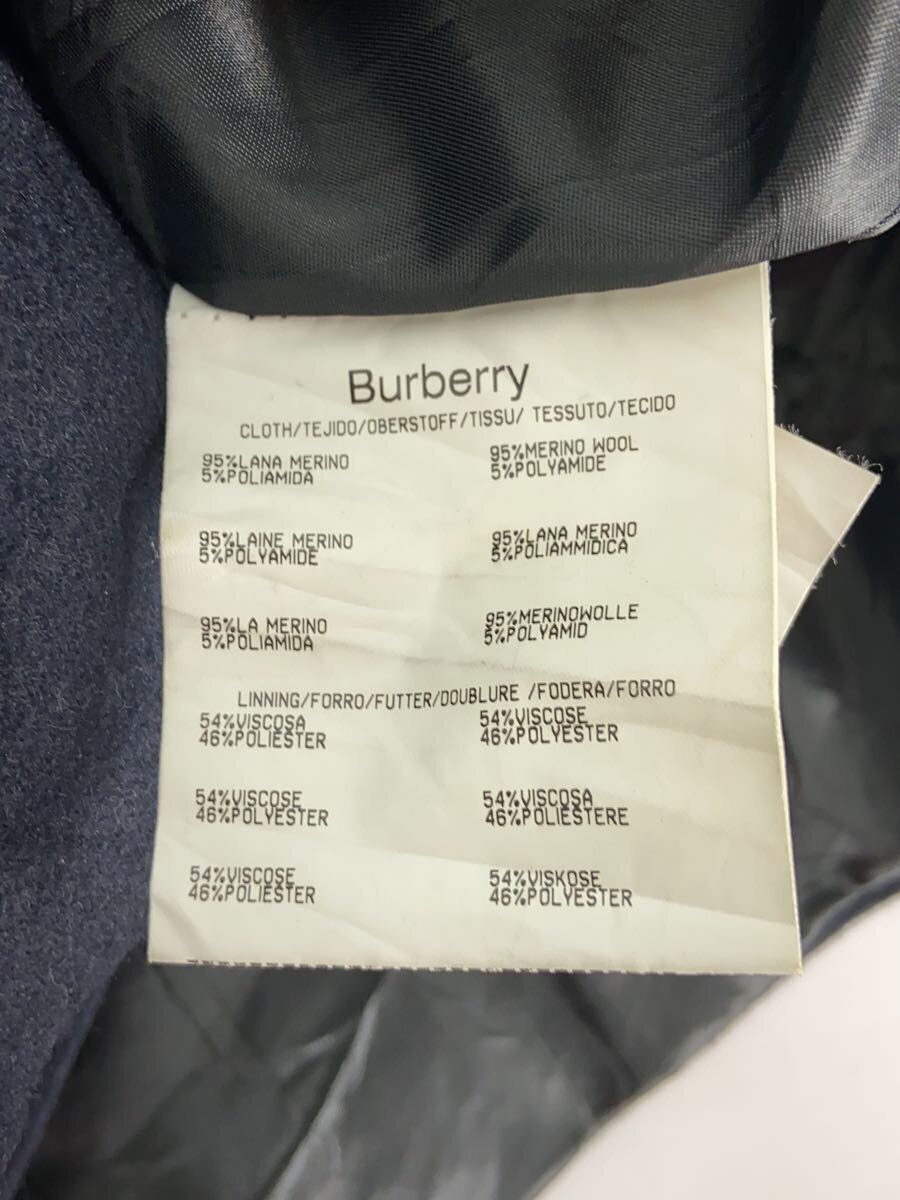 Burberry
CLOTH/TEJIDO/OBERSTOFF/TISSU/ TESSUTO/TECIDO
95%LANA MERINO
5%POLIAMIDA
95%MERINO WOOL
5%POLYAMIDE
95%LAINE MERINO
5%POLYAMIDE
95%LANA MERINO
5%POLIAMMIDICA
95%LA MERINO
5%POLIAMIDA
95%MERINOWOLLE
5%POLYAMID
LINNING/FORRO/FUTTER/DOUBLURE /FODERA/FORRO
54%VISCOSA
46%POLIESTER
54%VISCOSE
46%POLYESTER
54%VISCOSE
46%POLYESTER
54%VISCOSA
46%POLIESTERE
54%VISCOSE
46%POLIESTER
54%VISKOSE
46%POLYESTER